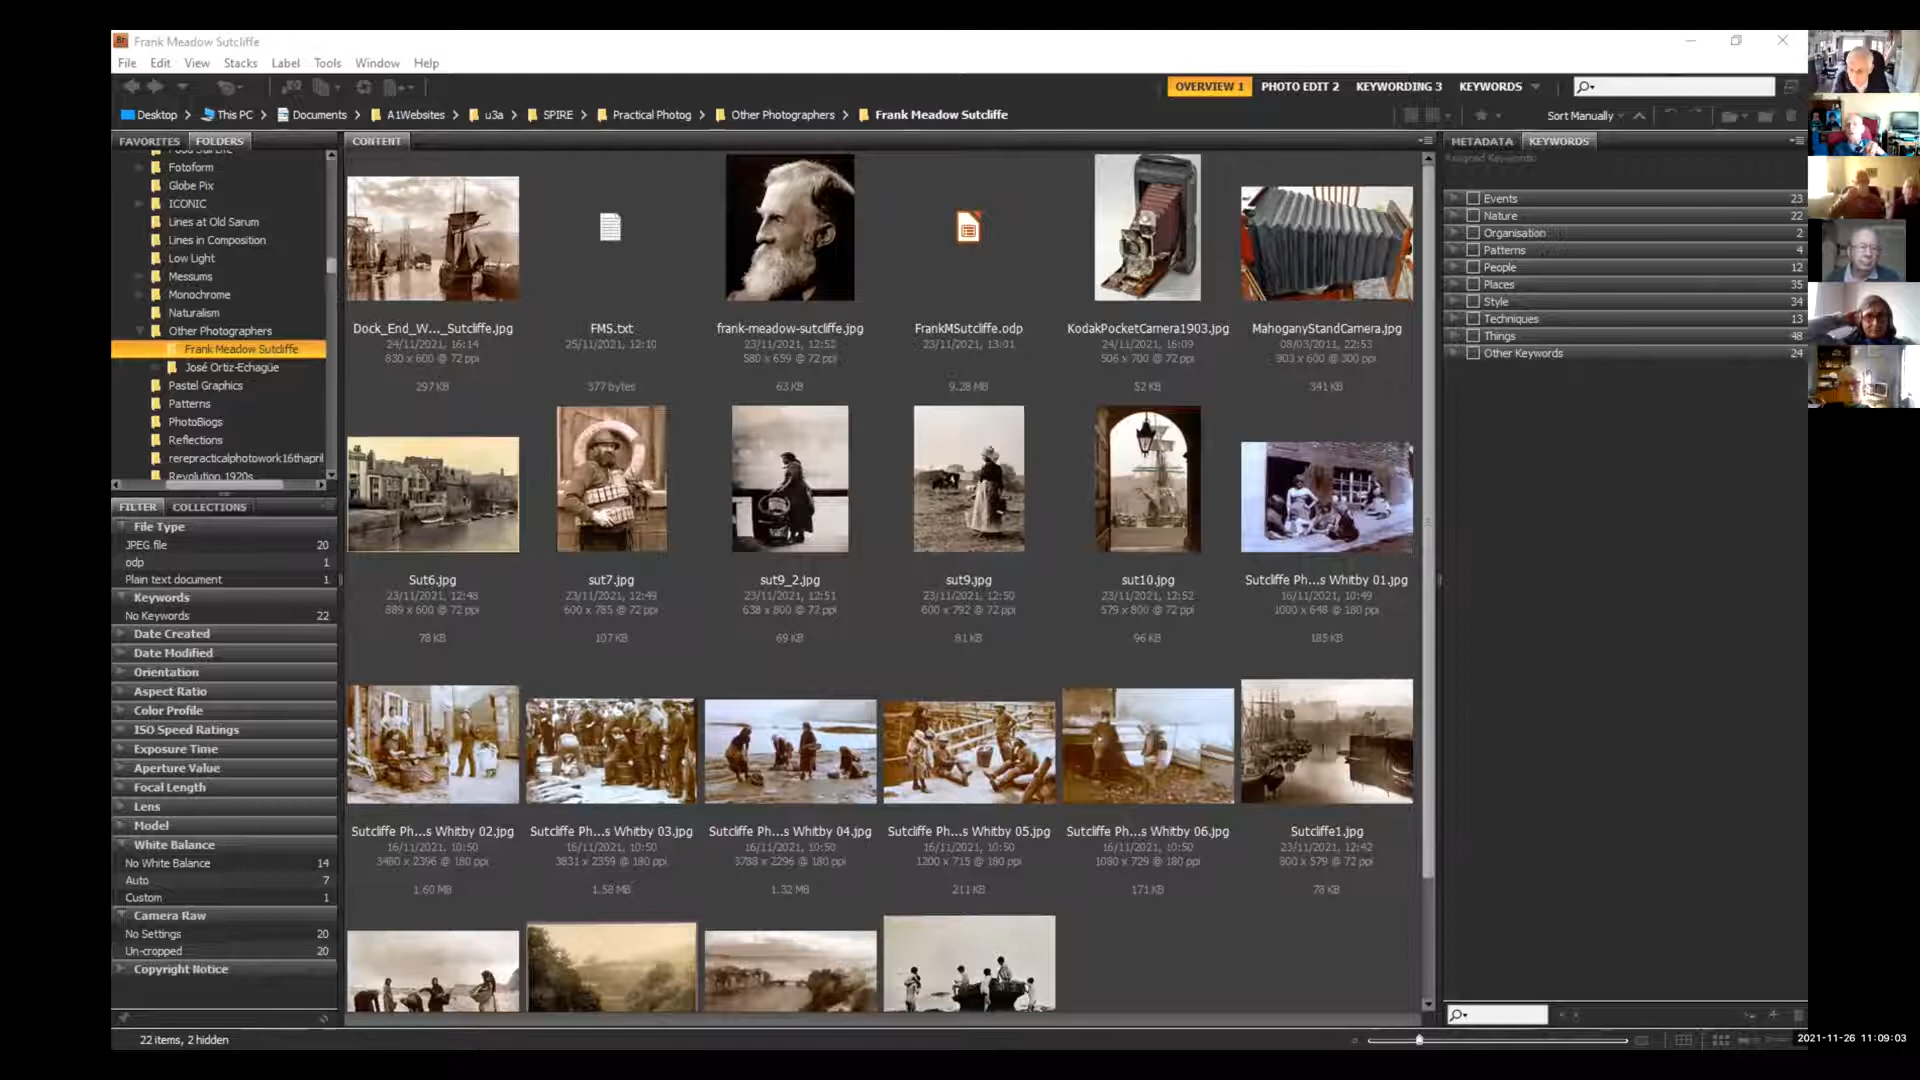 Br Frank Meadow Sutcliffe
File Edit View Stacks Label Tools Window Help
OVERVIEW 1 PHOTO EDIT 2 KEYWORDING 3 KEYWORDS
Desktop This PC Documents A1Websites u3a SPIRE Practical Photog Other Photographers Frank Meadow Sutcliffe
Sort Manually
FAVORITES FOLDERS
Fotoform
Globe Pix
ICONIC
Lines at Old Sarum
Lines in Composition
Low Light
Messums
Monochrome
Naturalism
Other Photographers
Frank Meadow Sutcliffe
José Ortiz-Echagüe
Pastel Graphics
Patterns
PhotoBiogs
Reflections
rerepracticalphotowork16thapril
Revolution 1920s
FILTER COLLECTIONS
File Type
JPEG file 20
odp 1
Plain text document 1
Keywords
No Keywords 22
Date Created
Date Modified
Orientation
Aspect Ratio
Color Profile
ISO Speed Ratings
Exposure Time
Aperture Value
Focal Length
Lens
Model
White Balance
No White Balance 14
Auto 7
Custom 1
Camera Raw
No Settings 20
Un-cropped 20
Copyright Notice
22 items, 2 hidden
CONTENT
Dock_End_W..._Sutcliffe.jpg FMS.txt frank-meadow-sutcliffe.jpg FrankMSutcliffe.odp KodakPocketCamera1903.jpg MahoganyStandCamera.jpg
24/11/2021, 16:14 25/11/2021, 12:10 23/11/2021, 12:52 23/11/2021, 13:01 24/11/2021, 16:09 08/03/2011, 22:53
830 x 600 @ 72 ppi 580 x 659 @ 72 ppi 506 x 700 @ 72 ppi 903 x 600 @ 300 ppi
297 KB 377 bytes 63 KB 9.28 MB 52 KB 341 KB
Sut6.jpg sut7.jpg sut9_2.jpg sut9.jpg sut10.jpg Sutcliffe Ph...s Whitby 01.jpg
23/11/2021, 12:48 23/11/2021, 12:49 23/11/2021, 12:51 23/11/2021, 12:50 23/11/2021, 12:52 16/11/2021, 10:49
889 x 600 @ 72 ppi 600 x 785 @ 72 ppi 638 x 800 @ 72 ppi 600 x 792 @ 72 ppi 579 x 800 @ 72 ppi 1000 x 648 @ 180 ppi
78 KB 107 KB 69 KB 81 KB 96 KB 185 KB
Sutcliffe Ph...s Whitby 02.jpg Sutcliffe Ph...s Whitby 03.jpg Sutcliffe Ph...s Whitby 04.jpg Sutcliffe Ph...s Whitby 05.jpg Sutcliffe Ph...s Whitby 06.jpg Sutcliffe1.jpg
16/11/2021, 10:50 16/11/2021, 10:50 16/11/2021, 10:50 16/11/2021, 10:50 16/11/2021, 10:50 23/11/2021, 12:42
3480 x 2396 @ 180 ppi 3831 x 2359 @ 180 ppi 3788 x 2296 @ 180 ppi 1200 x 715 @ 180 ppi 1080 x 729 @ 180 ppi 800 x 579 @ 72 ppi
1.60 MB 1.58 MB 1.32 MB 211 KB 171 KB 78 KB
METADATA KEYWORDS
Assigned Keywords:
Events 23
Nature 22
Organisation 2
Patterns 4
People 12
Places 35
Style 34
Techniques 13
Things 48
Other Keywords 24
2021-11-26 11:09:03